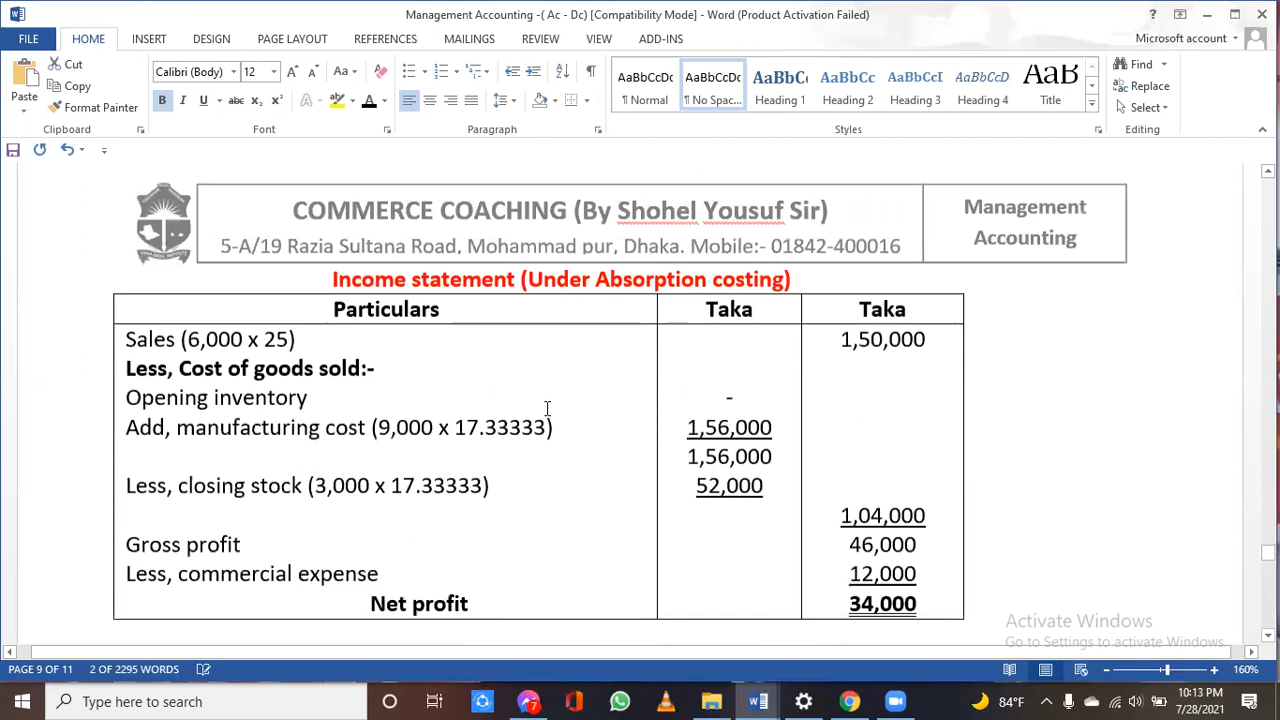 Management Accounting -( Ac - Dc) [Compatibility Mode] - Word (Product Activation Failed)
FILE HOME INSERT DESIGN PAGE LAYOUT REFERENCES MAILINGS REVIEW VIEW ADD-INS Microsoft account
Paste
Cut
Copy
Format Painter
Clipboard
Calibri (Body) 12
Font
Paragraph
AaBbCcDc AaBbCcDc AaBbCc AaBbCcD AaBbCcI AaBbCcD AaB
¶ Normal ¶ No Spac... Heading Heading 2 Heading 3 Heading 4 Title
Styles
Find
Replace
Select
Editing
COMMERCE COACHING (By Shohel Yousuf Sir)
5-A/19 Razia Sultana Road, Mohammad pur, Dhaka. Mobile:- 01842-400016
Management
Accounting
Income statement (Under Absorption costing)
Particulars Taka Taka
Sales (6,000 x 25) 1,50,000
Less, Cost of goods sold:-
Opening inventory -
Add, manufacturing cost (9,000 x 17.33333) 1,56,000
1,56,000
Less, closing stock (3,000 x 17.33333) 52,000
1,04,000
Gross profit 46,000
Less, commercial expense 12,000
Net profit 34,000
Activate Windows
Go to Settings to activate Windows.
PAGE 9 OF 11 2 OF 2295 WORDS 160%
Type here to search 84°F 10:13 PM
7/28/2021